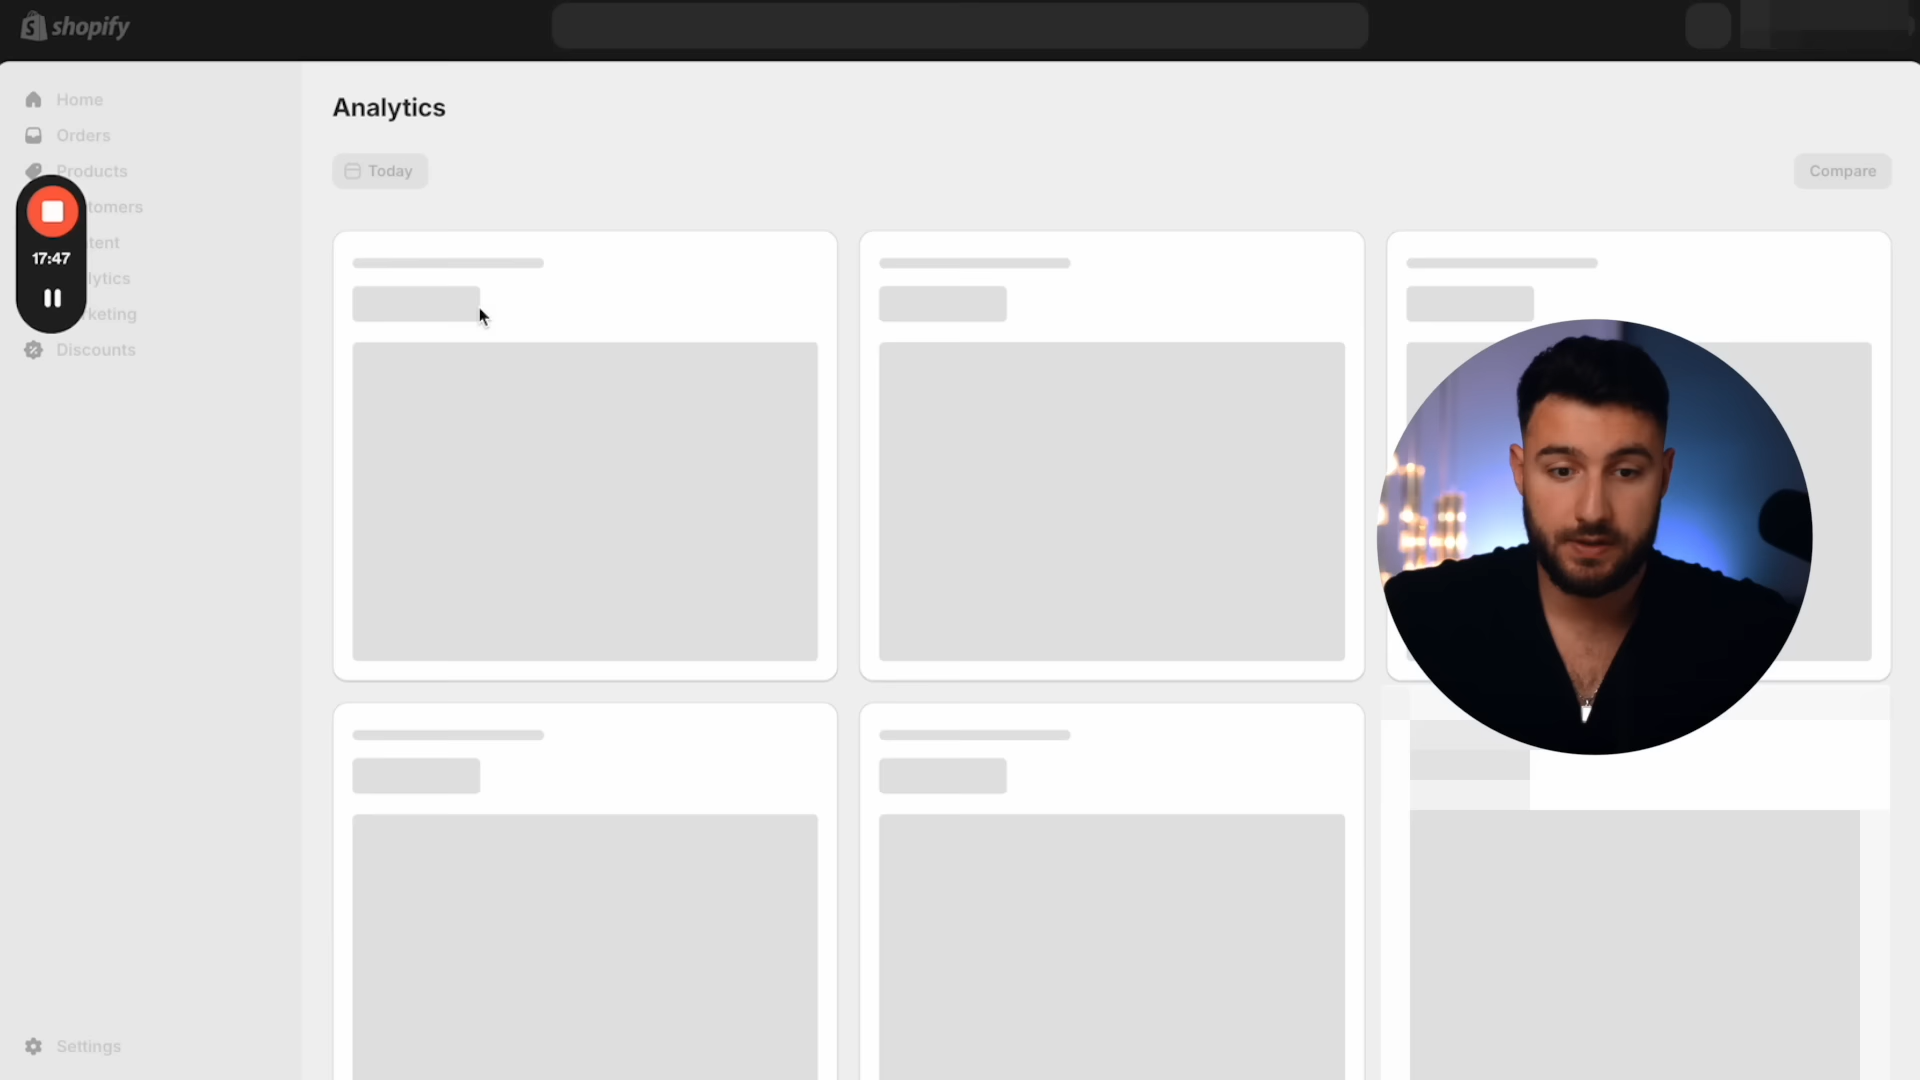 shopify
Home
Orders
Products
tomers
tent
lytics
keting
Discounts
Settings
17:47
Analytics
Today
Compare